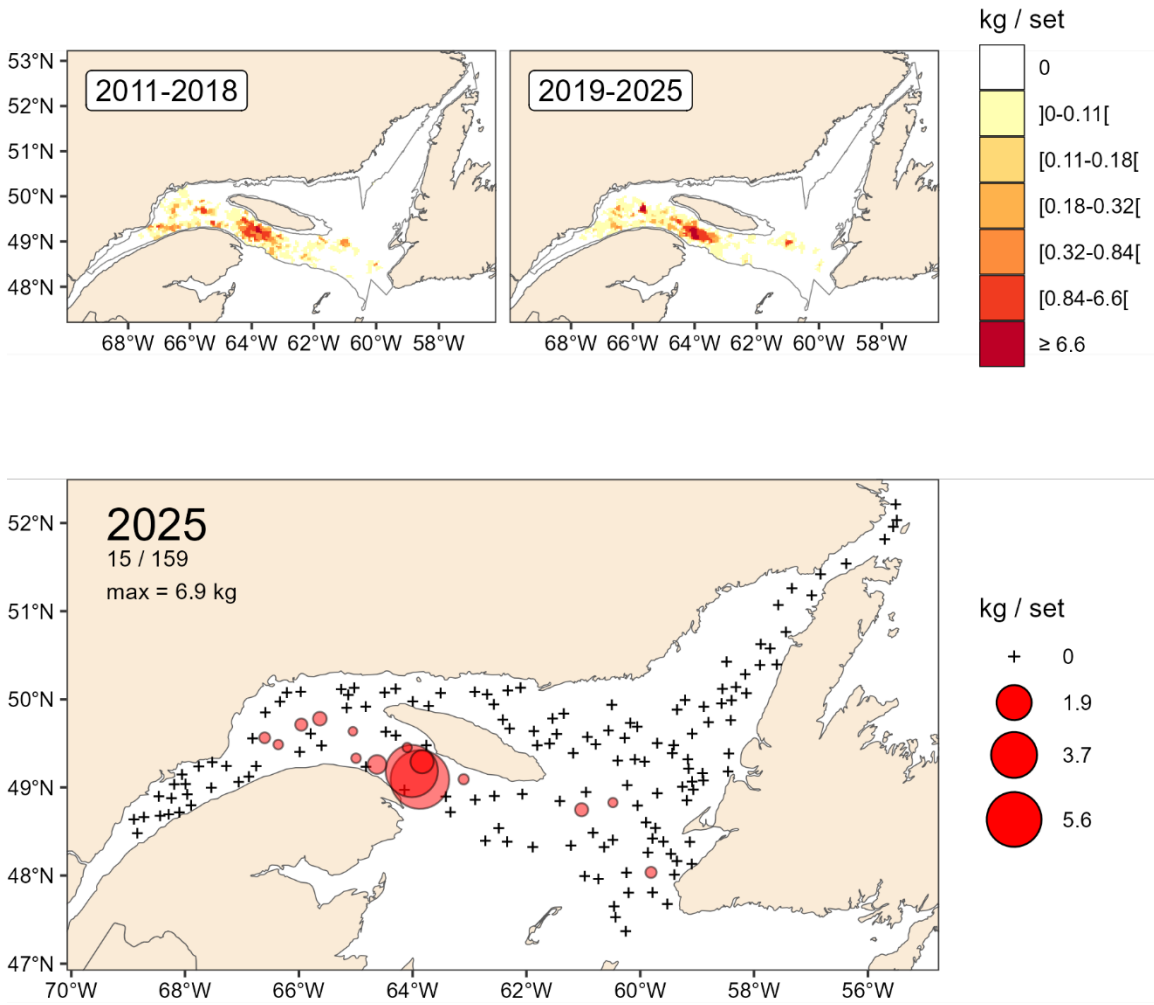 kg / set
0
]0-0.11[
[0.11-0.18[
[0.18-0.32[
[0.32-0.84[
[0.84-6.6[
≥ 6.6
2011-2018
2019-2025
53°N
52°N
51°N
50°N
49°N
48°N
68°W 66°W 64°W 62°W 60°W 58°W
68°W 66°W 64°W 62°W 60°W 58°W
2025
15 / 159
max = 6.9 kg
52°N
51°N
50°N
49°N
48°N
47°N
70°W 68°W 66°W 64°W 62°W 60°W 58°W 56°W
kg / set
0
1.9
3.7
5.6